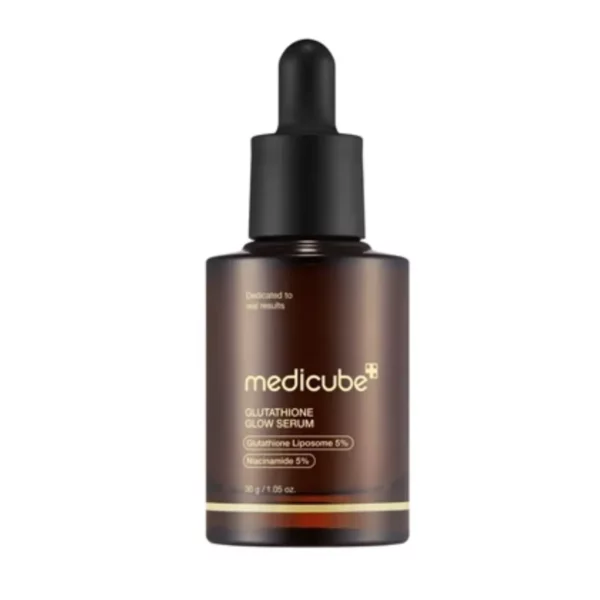 Dedicated to
real results
medicube
GLUTATHIONE
GLOW SERUM
Glutathione Liposome 5%
Niacinamide 5%
30 g / 1.05 oz.